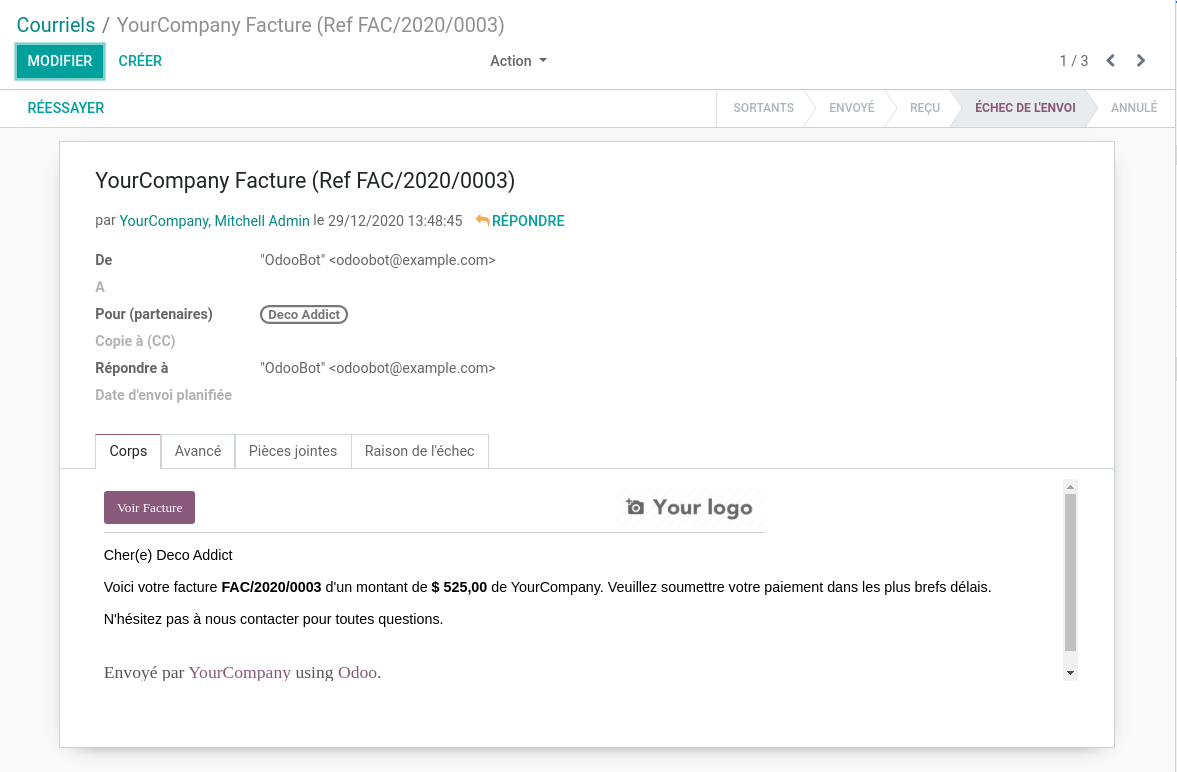 Courriels / YourCompany Facture (Ref FAC/2020/0003)
MODIFIER CRÉER Action 1 / 3
RÉESSAYER SORTANTS ENVOYÉ REÇU ÉCHEC DE L'ENVOI ANNULÉ
YourCompany Facture (Ref FAC/2020/0003)
par YourCompany, Mitchell Admin le 29/12/2020 13:48:45 RÉPONDRE
De "OdooBot" <odoobot@example.com>
A
Pour (partenaires) Deco Addict
Copie à (CC)
Répondre à "OdooBot" <odoobot@example.com>
Date d'envoi planifiée
Corps Avancé Pièces jointes Raison de l'échec
Voir Facture Your logo
Cher(e) Deco Addict
Voici votre facture FAC/2020/0003 d'un montant de $ 525,00 de YourCompany. Veuillez soumettre votre paiement dans les plus brefs délais.
N'hésitez pas à nous contacter pour toutes questions.
Envoyé par YourCompany using Odoo.